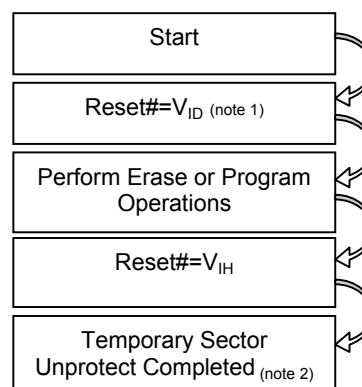 Start
Reset#=VID (note 1)
Perform Erase or Program
Operations
Reset#=VIH
Temporary Sector
Unprotect Completed (note 2)